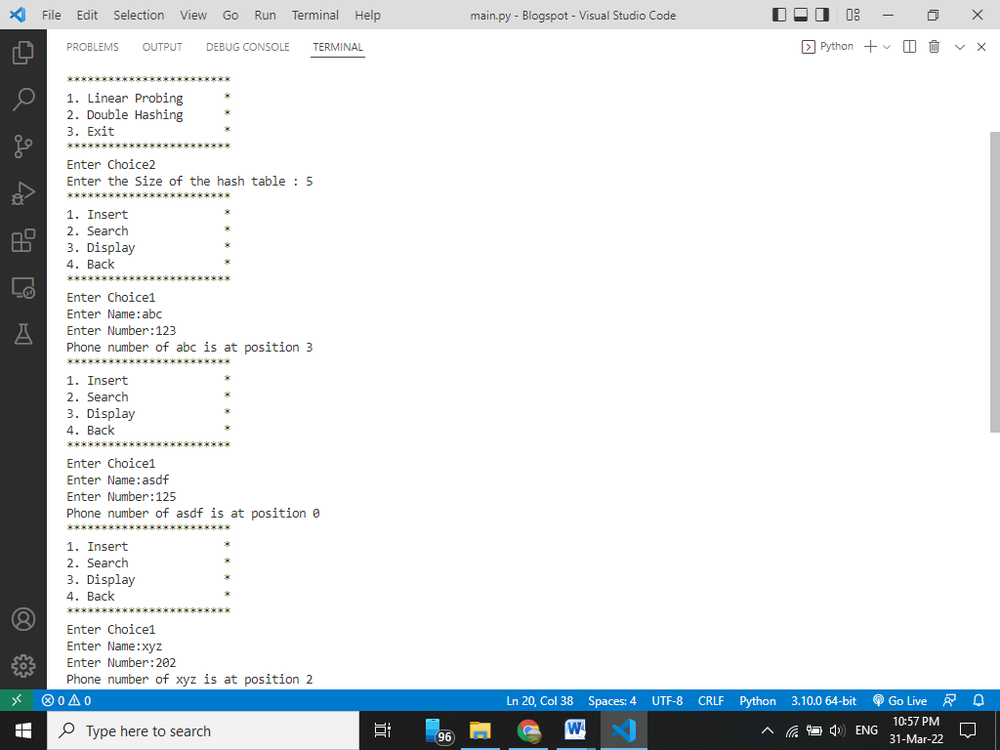 File Edit Selection View Go Run Terminal Help main.py - Blogspot - Visual Studio Code
PROBLEMS OUTPUT DEBUG CONSOLE TERMINAL Python
************************
1. Linear Probing *
2. Double Hashing *
3. Exit *
************************
Enter Choice2
Enter the Size of the hash table : 5
************************
1. Insert *
2. Search *
3. Display *
4. Back *
************************
Enter Choice1
Enter Name:abc
Enter Number:123
Phone number of abc is at position 3
************************
1. Insert *
2. Search *
3. Display *
4. Back *
************************
Enter Choice1
Enter Name:asdf
Enter Number:125
Phone number of asdf is at position 0
************************
1. Insert *
2. Search *
3. Display *
4. Back *
************************
Enter Choice1
Enter Name:xyz
Enter Number:202
Phone number of xyz is at position 2
0 0 Ln 20, Col 38 Spaces: 4 UTF-8 CRLF Python 3.10.0 64-bit Go Live
Type here to search 96 W ENG 10:57 PM
31-Mar-22